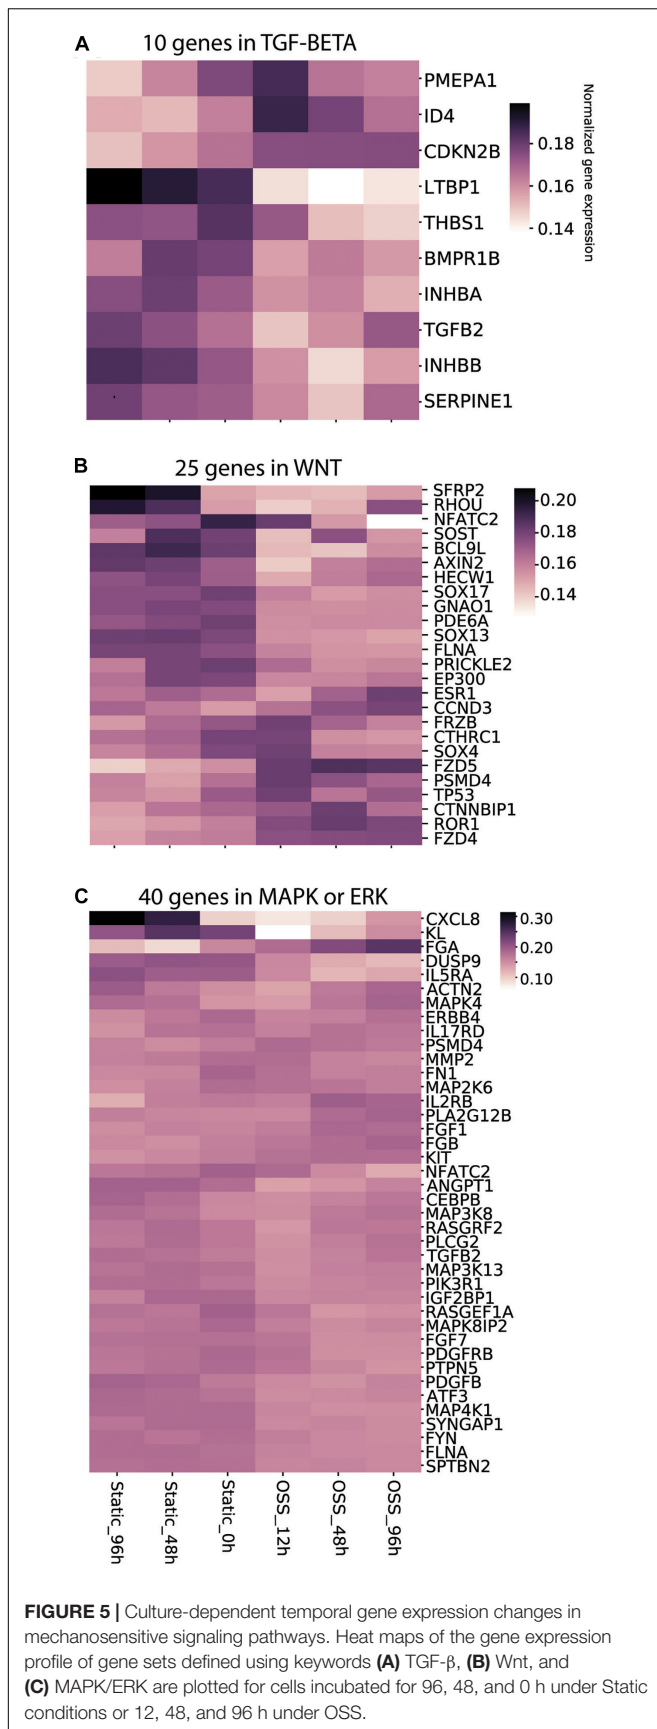 A
10 genes in TGF-BETA
PMEPA1
ID4
CDKN2B
LTBP1
THBS1
BMPR1B
INHBA
TGFB2
INHBB
SERPINE1
0.18
0.16
0.14
Normalized gene expression
B
25 genes in WNT
SFRP2
RHOU
NFATC2
SOST
BCL9L
AXIN2
HECW1
SOX17
GNAO1
PDE6A
SOX13
FLNA
PRICKLE2
EP300
ESR1
CCND3
FRZB
CTHRC1
SOX4
FZD5
PSMD4
TP53
CTNNBIP1
ROR1
FZD4
0.20
0.18
0.16
0.14
C
40 genes in MAPK or ERK
CXCL8
KL
FGA
DUSP9
IL5RA
ACTN2
MAPK4
ERBB4
IL17RD
PSMD4
MMP2
FN1
MAP2K6
IL2RB
PLA2G12B
FGF1
FGB
KIT
NFATC2
ANGPT1
CEBPB
MAP3K8
RASGRF2
PLCG2
TGFB2
MAP3K13
PIK3R1
IGF2BP1
RASGEF1A
MAPK8IP2
FGF7
PDGFRB
PTPN5
PDGFB
ATF3
MAP4K1
SYNGAP1
FYN
FLNA
SPTBN2
0.30
0.20
0.10
Static_96h
Static_48h
Static_0h
OSS_12h
OSS_48h
OSS_96h
FIGURE 5 | Culture-dependent temporal gene expression changes in
mechanosensitive signaling pathways. Heat maps of the gene expression
profile of gene sets defined using keywords (A) TGF-β, (B) Wnt, and
(C) MAPK/ERK are plotted for cells incubated for 96, 48, and 0 h under Static
conditions or 12, 48, and 96 h under OSS.